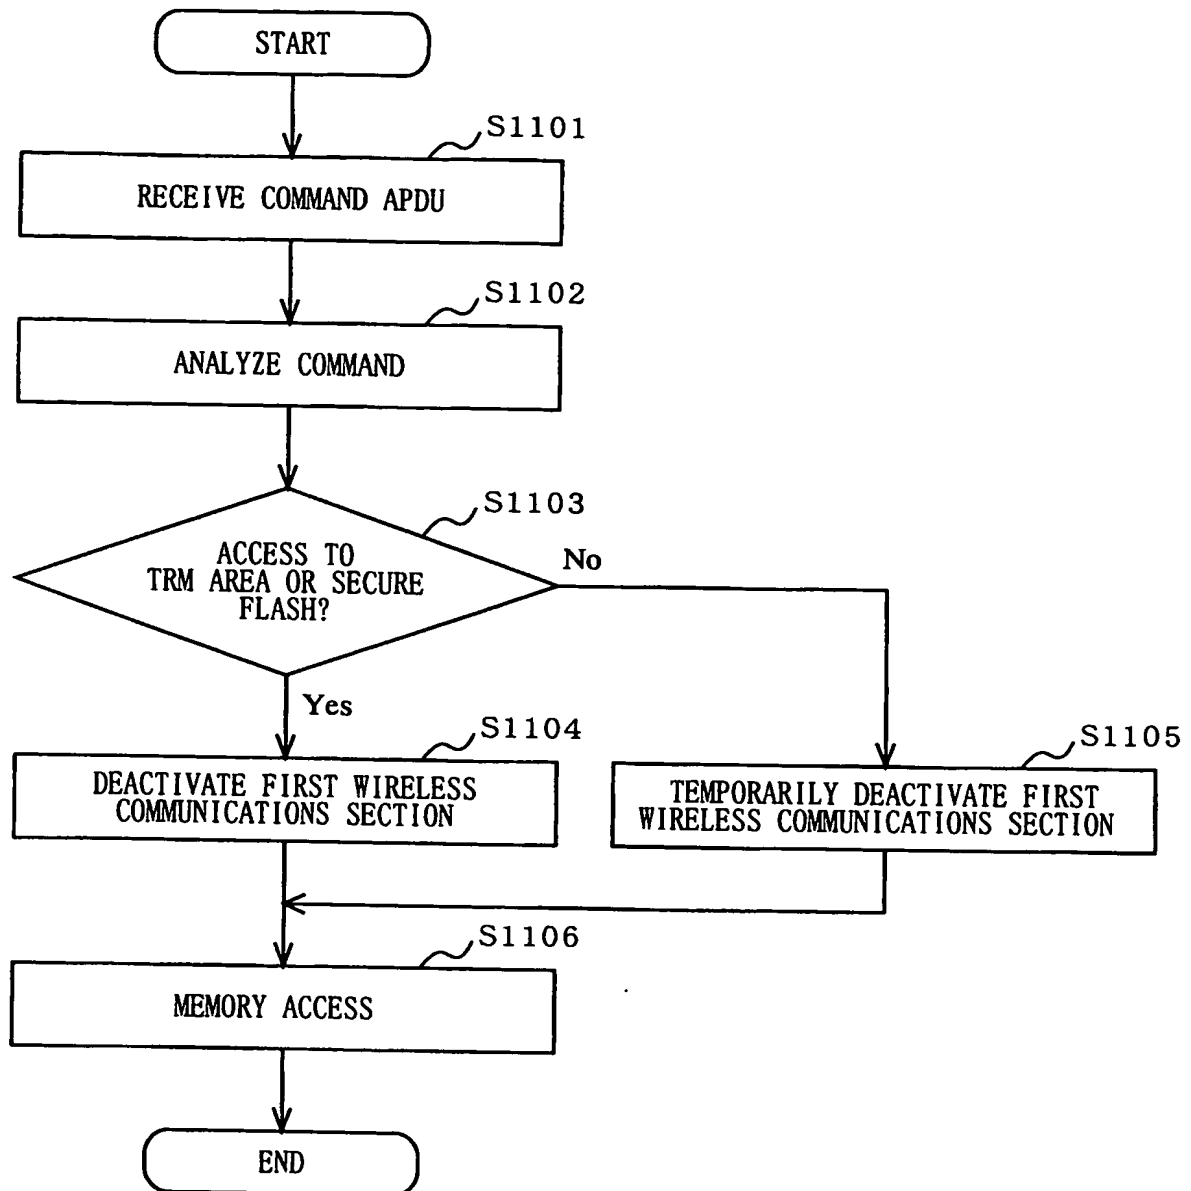 START
S1101
RECEIVE COMMAND APDU
S1102
ANALYZE COMMAND
S1103
ACCESS TO
TRM AREA OR SECURE
FLASH?
No
Yes
S1104
DEACTIVATE FIRST WIRELESS
COMMUNICATIONS SECTION
S1105
TEMPORARILY DEACTIVATE FIRST
WIRELESS COMMUNICATIONS SECTION
S1106
MEMORY ACCESS
END